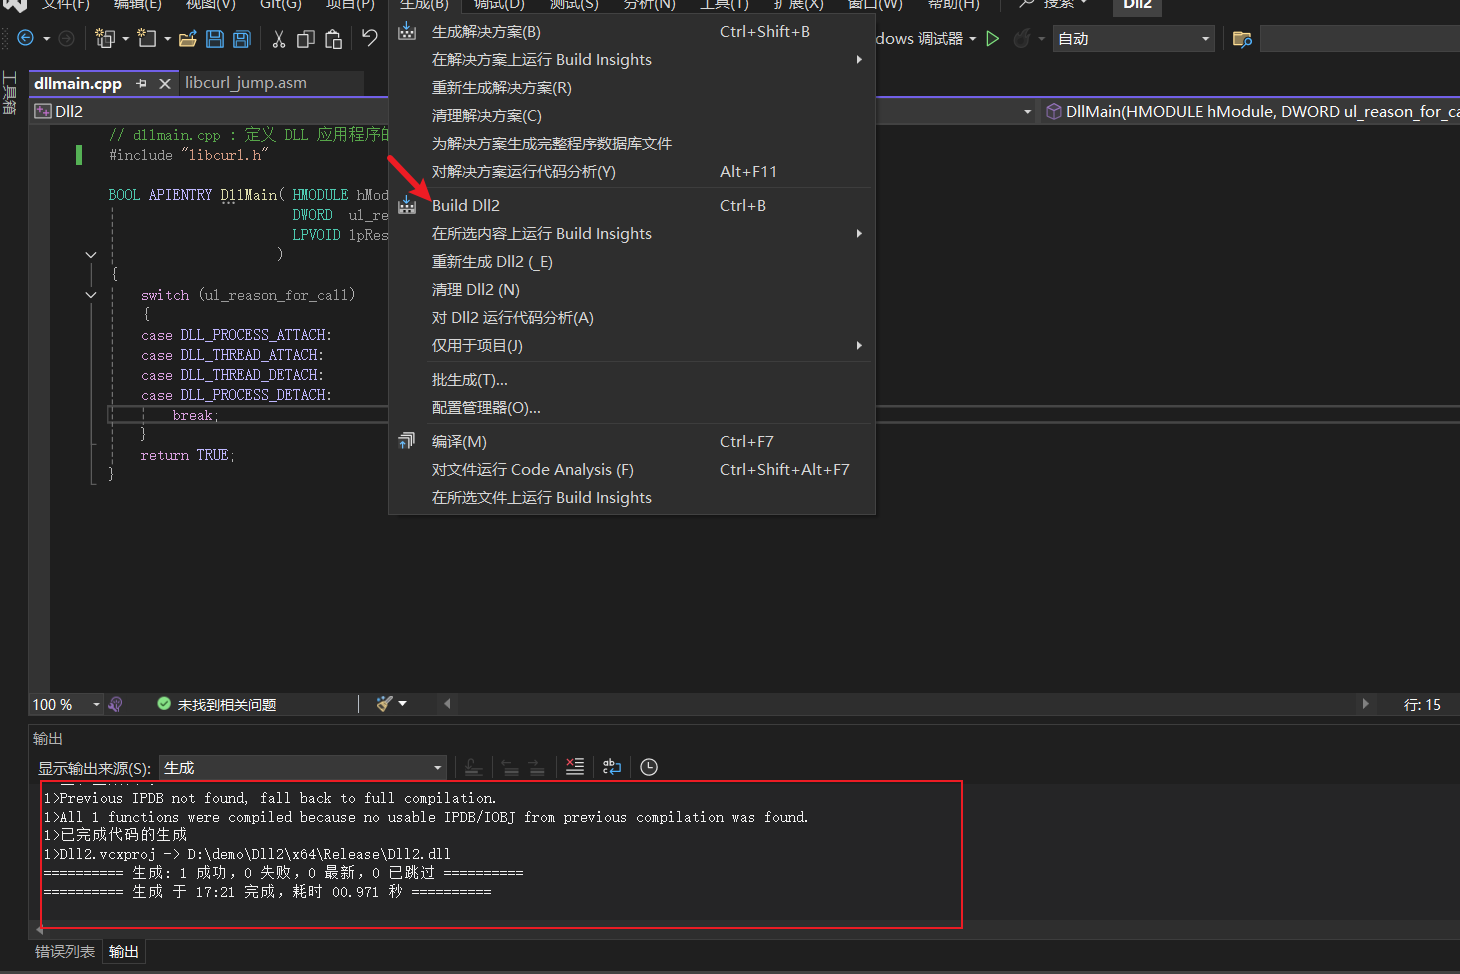 文件(F) 编辑(E) 视图(V) Git(G) 项目(P) 生成(B) 调试(D) 测试(S) 分析(N) 工具(T) 扩展(X) 窗口(W) 帮助(H) 搜索 Dll2
dows 调试器 自动
工具箱
dllmain.cpp libcurl_jump.asm
Dll2 DllMain(HMODULE hModule, DWORD ul_reason_for_ca
// dllmain.cpp : 定义 DLL 应用程序的
#include "libcurl.h"
BOOL APIENTRY DllMain( HMODULE hMod
DWORD ul_re
LPVOID lpRes
)
{
switch (ul_reason_for_call)
{
case DLL_PROCESS_ATTACH:
case DLL_THREAD_ATTACH:
case DLL_THREAD_DETACH:
case DLL_PROCESS_DETACH:
break;
}
return TRUE;
}
生成解决方案(B) Ctrl+Shift+B
在解决方案上运行 Build Insights
重新生成解决方案(R)
清理解决方案(C)
为解决方案生成完整程序数据库文件
对解决方案运行代码分析(Y) Alt+F11
Build Dll2 Ctrl+B
在所选内容上运行 Build Insights
重新生成 Dll2 (_E)
清理 Dll2 (N)
对 Dll2 运行代码分析(A)
仅用于项目(J)
批生成(T)...
配置管理器(O)...
编译(M) Ctrl+F7
对文件运行 Code Analysis (F) Ctrl+Shift+Alt+F7
在所选文件上运行 Build Insights
100 % 未找到相关问题 行: 15
输出
显示输出来源(S): 生成
1>Previous IPDB not found, fall back to full compilation.
1>All 1 functions were compiled because no usable IPDB/IOBJ from previous compilation was found.
1>已完成代码的生成
1>Dll2.vcxproj -> D:\demo\Dll2\x64\Release\Dll2.dll
========== 生成: 1 成功，0 失败，0 最新，0 已跳过 ==========
========== 生成 于 17:21 完成，耗时 00.971 秒 ==========
错误列表 输出